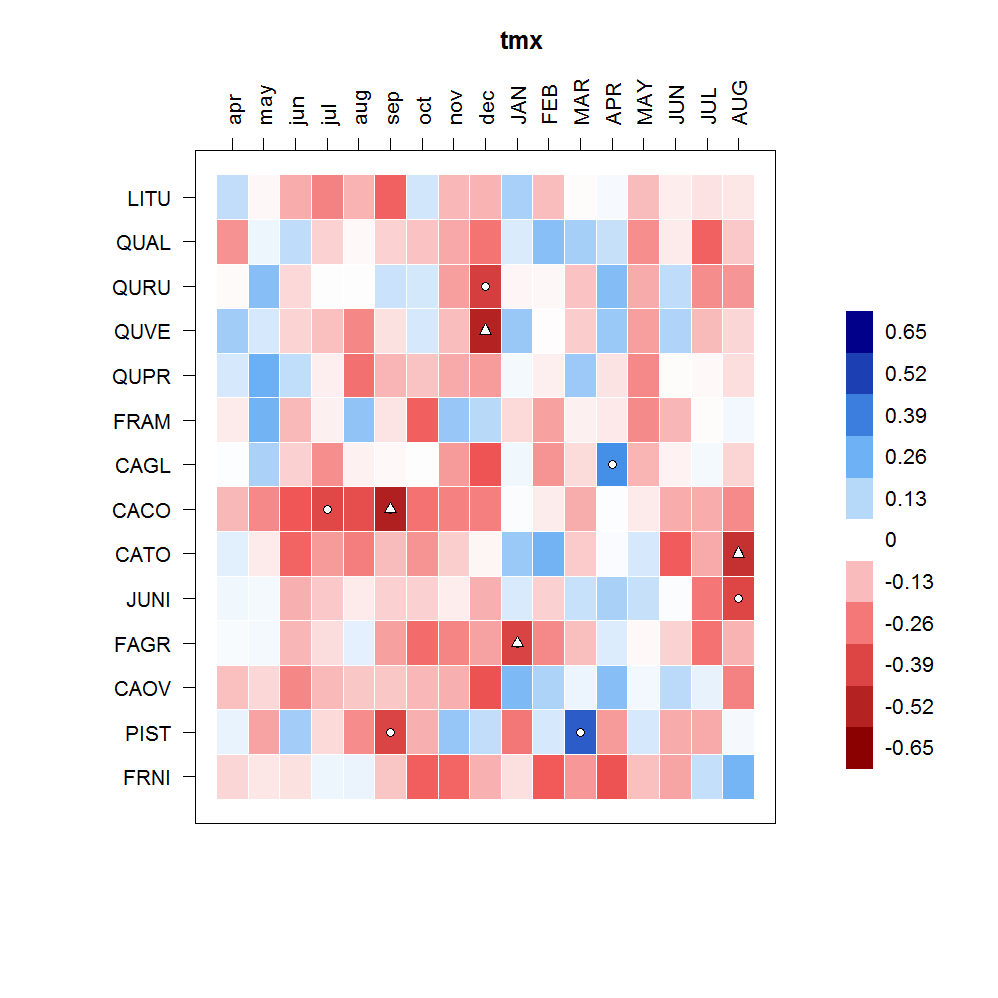 tmx
apr may jun jul aug sep oct nov dec JAN FEB MAR APR MAY JUN JUL AUG
LITU
QUAL
QURU
QUVE
QUPR
FRAM
CAGL
CACO
CATO
JUNI
FAGR
CAOV
PIST
FRNI
0.65
0.52
0.39
0.26
0.13
0
-0.13
-0.26
-0.39
-0.52
-0.65